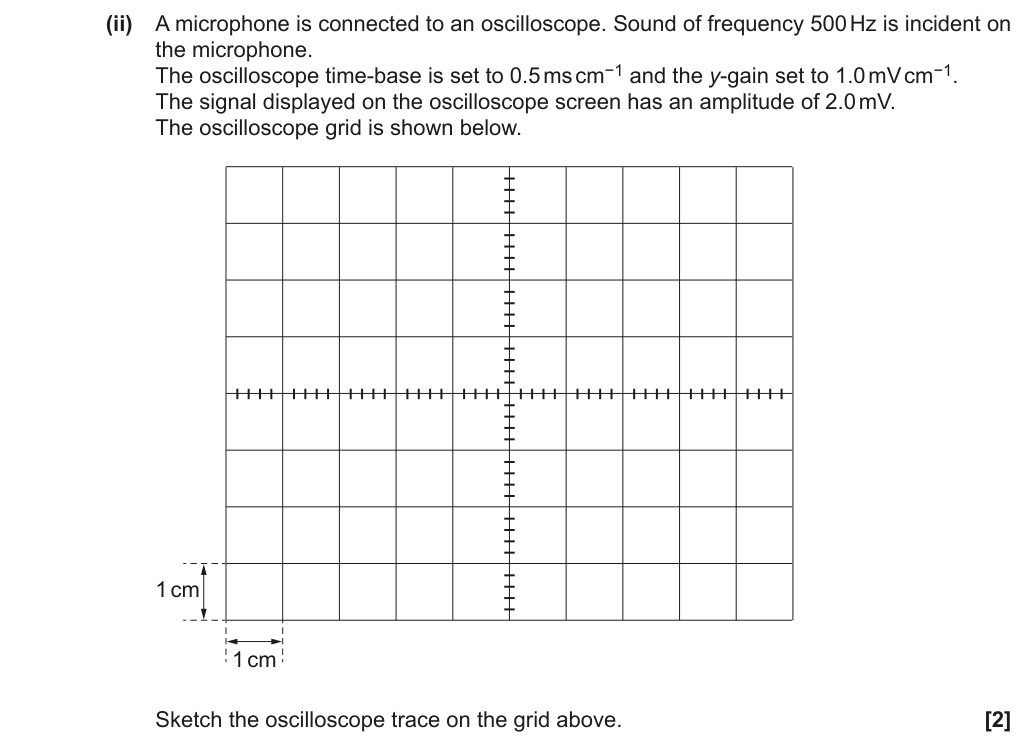 (ii) A microphone is connected to an oscilloscope. Sound of frequency 500 Hz is incident on
the microphone.
The oscilloscope time-base is set to 0.5 ms cm⁻¹ and the y-gain set to 1.0 mV cm⁻¹.
The signal displayed on the oscilloscope screen has an amplitude of 2.0 mV.
The oscilloscope grid is shown below.
1 cm
1 cm
Sketch the oscilloscope trace on the grid above. [2]